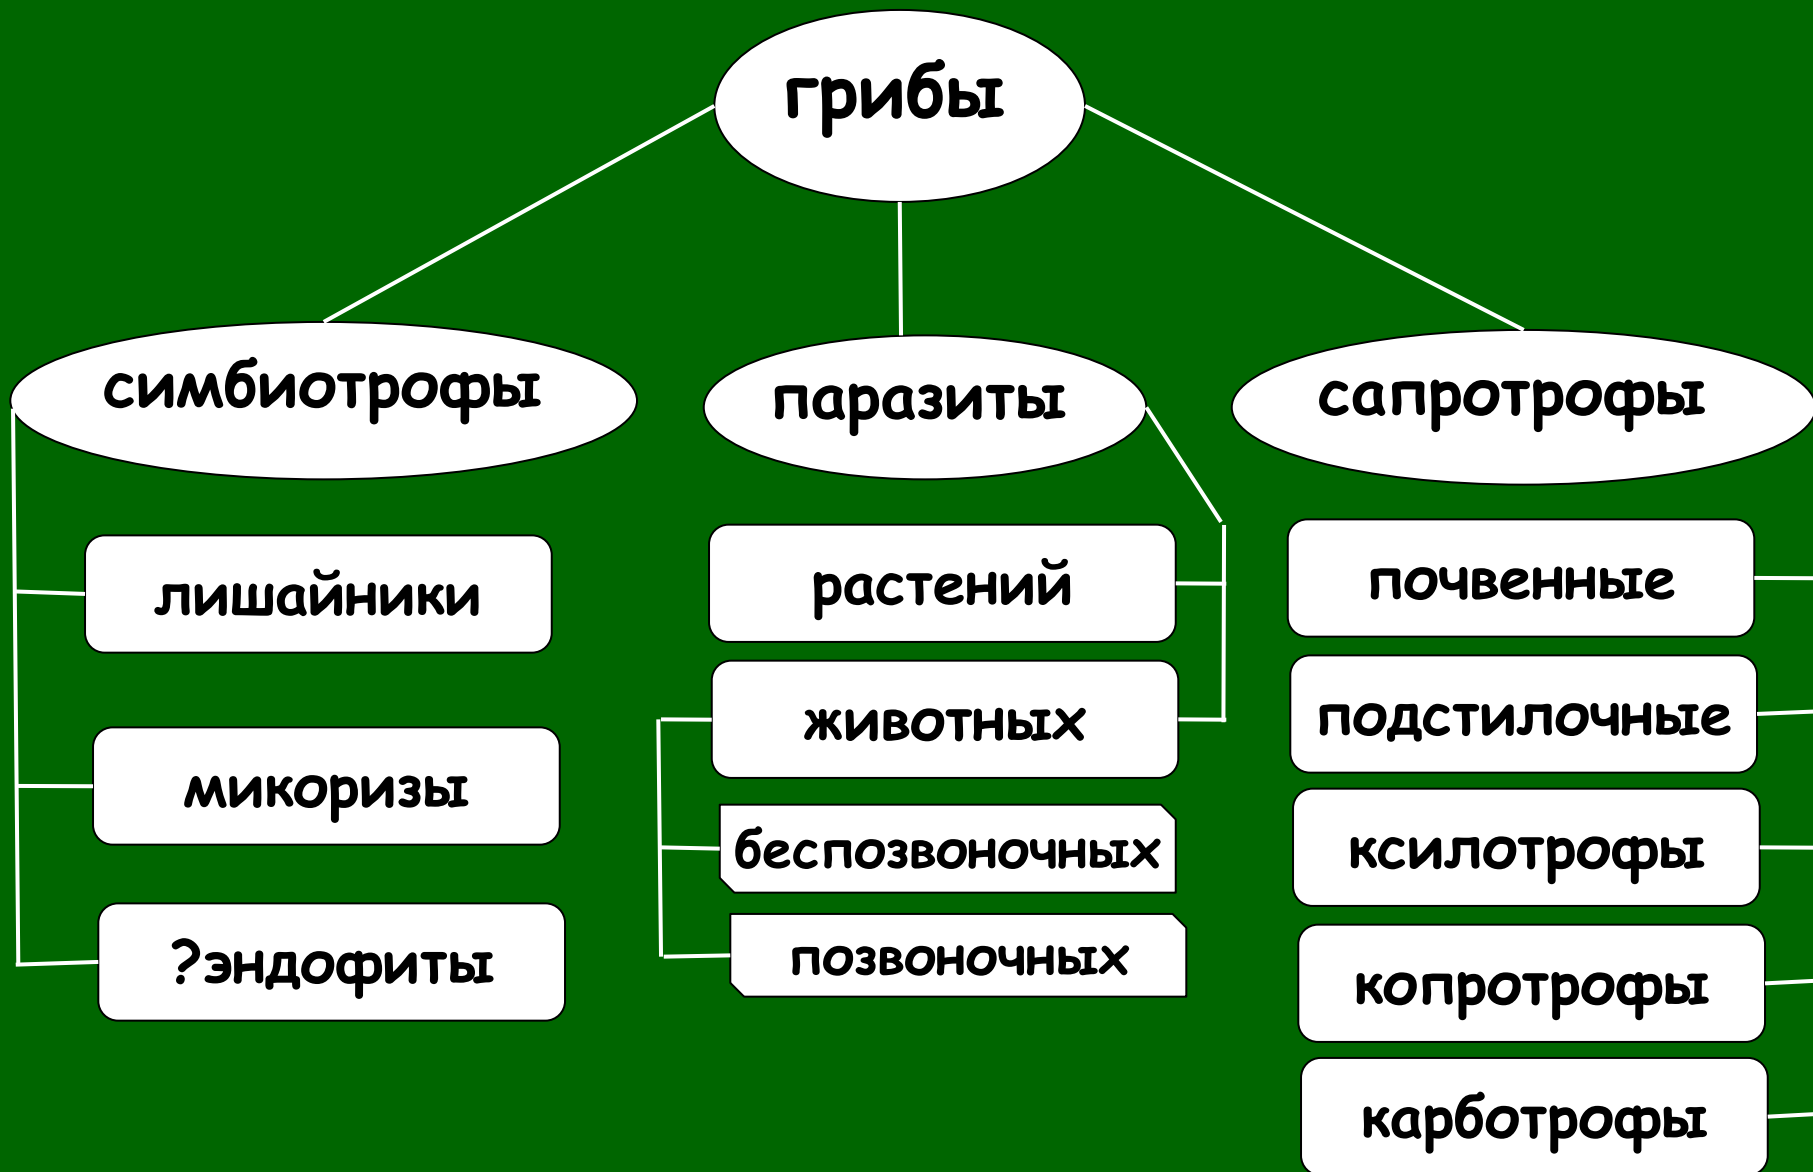 грибы
симбиотрофы
паразиты
сапротрофы
лишайники
микоризы
?эндофиты
растений
животных
беспозвоночных
позвоночных
почвенные
подстилочные
ксилотрофы
копротрофы
карботрофы